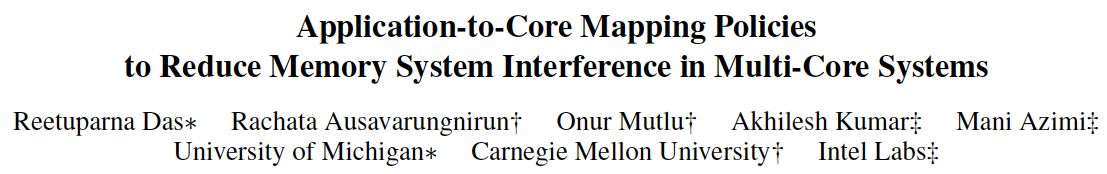 Application-to-Core Mapping Policies
to Reduce Memory System Interference in Multi-Core Systems
Reetuparna Das∗ Rachata Ausavarungnirun† Onur Mutlu† Akhilesh Kumar‡ Mani Azimi‡
University of Michigan∗ Carnegie Mellon University† Intel Labs‡